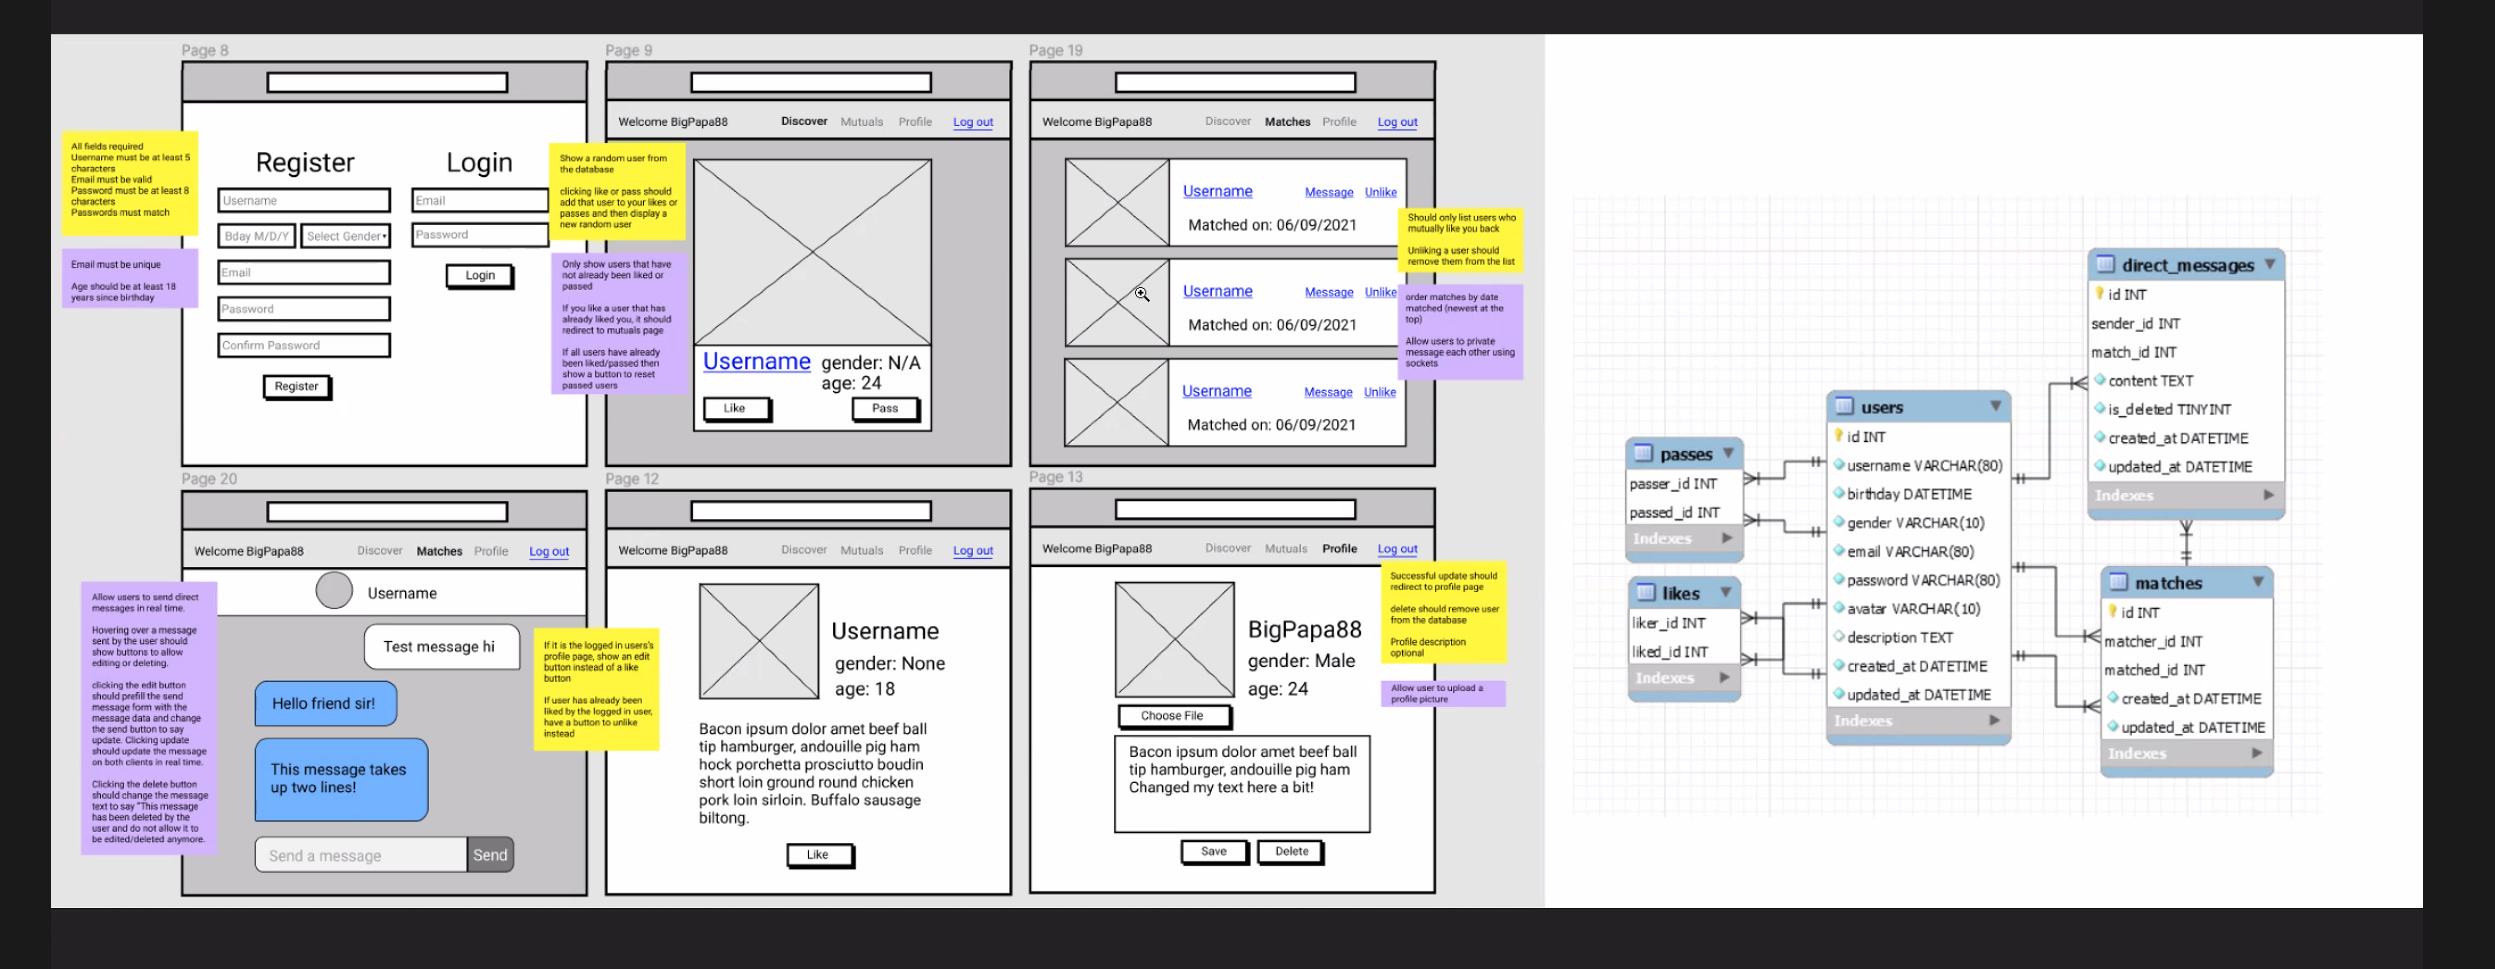 Page 8
All fields required
Username must be at least 5
characters
Email must be valid
Password must be at least 8
characters
Passwords must match
Email must be unique
Age should be at least 18
years since birthday
Register
Username
Bday M/D/Y
Select Gender
Email
Password
Confirm Password
Register
Login
Email
Password
Login
Page 9
Welcome BigPapa88
Discover
Mutuals
Profile
Log out
Show a random user from
the database
clicking like or pass should
add that user to your likes or
passes and then display a
new random user
Only show users that have
not already been liked or
passed
If you like a user that has
already liked you, it should
redirect to mutuals page
If all users have already
been liked/passed then
show a button to reset
passed users
Username
gender: N/A
age: 24
Like
Pass
Page 19
Welcome BigPapa88
Discover
Matches
Profile
Log out
Username
Message
Unlike
Matched on: 06/09/2021
Username
Message
Unlike
Matched on: 06/09/2021
Username
Message
Unlike
Matched on: 06/09/2021
Should only list users who
mutually like you back
Unliking a user should
remove them from the list
order matches by date
matched (newest at the
top)
Allow users to private
message each other using
sockets
Page 20
Welcome BigPapa88
Discover
Matches
Profile
Log out
Username
Allow users to send direct
messages in real time.
Hovering over a message
sent by the user should
show buttons to allow
editing or deleting.
clicking the edit button
should prefill the send
message form with the
message data and change
the send button to say
update. Clicking update
should update the message
on both clients in real time.
Clicking the delete button
should change the message
text to say "This message
has been deleted by the
user and do not allow it to
be edited/deleted anymore.
Test message hi
Hello friend sir!
This message takes
up two lines!
Send a message
Send
Page 12
Welcome BigPapa88
Discover
Mutuals
Profile
Log out
If it is the logged in users's
profile page, show an edit
button instead of a like
button
If user has already been
liked by the logged in user,
have a button to unlike
instead
Username
gender: None
age: 18
Bacon ipsum dolor amet beef ball
tip hamburger, andouille pig ham
hock porchetta prosciutto boudin
short loin ground round chicken
pork loin sirloin. Buffalo sausage
biltong.
Like
Page 13
Welcome BigPapa88
Discover
Mutuals
Profile
Log out
Successful update should
redirect to profile page
delete should remove user
from the database
Profile description
optional
Allow user to upload a
profile picture
BigPapa88
gender: Male
age: 24
Choose File
Bacon ipsum dolor amet beef ball
tip hamburger, andouille pig ham
Changed my text here a bit!
Save
Delete
passes
passer_id INT
passed_id INT
Indexes
likes
liker_id INT
liked_id INT
Indexes
users
id INT
username VARCHAR(80)
birthday DATETIME
gender VARCHAR(10)
email VARCHAR(80)
password VARCHAR(80)
avatar VARCHAR(10)
description TEXT
created_at DATETIME
updated_at DATETIME
Indexes
direct_messages
id INT
sender_id INT
match_id INT
content TEXT
is_deleted TINYINT
created_at DATETIME
updated_at DATETIME
Indexes
matches
id INT
matcher_id INT
matched_id INT
created_at DATETIME
updated_at DATETIME
Indexes